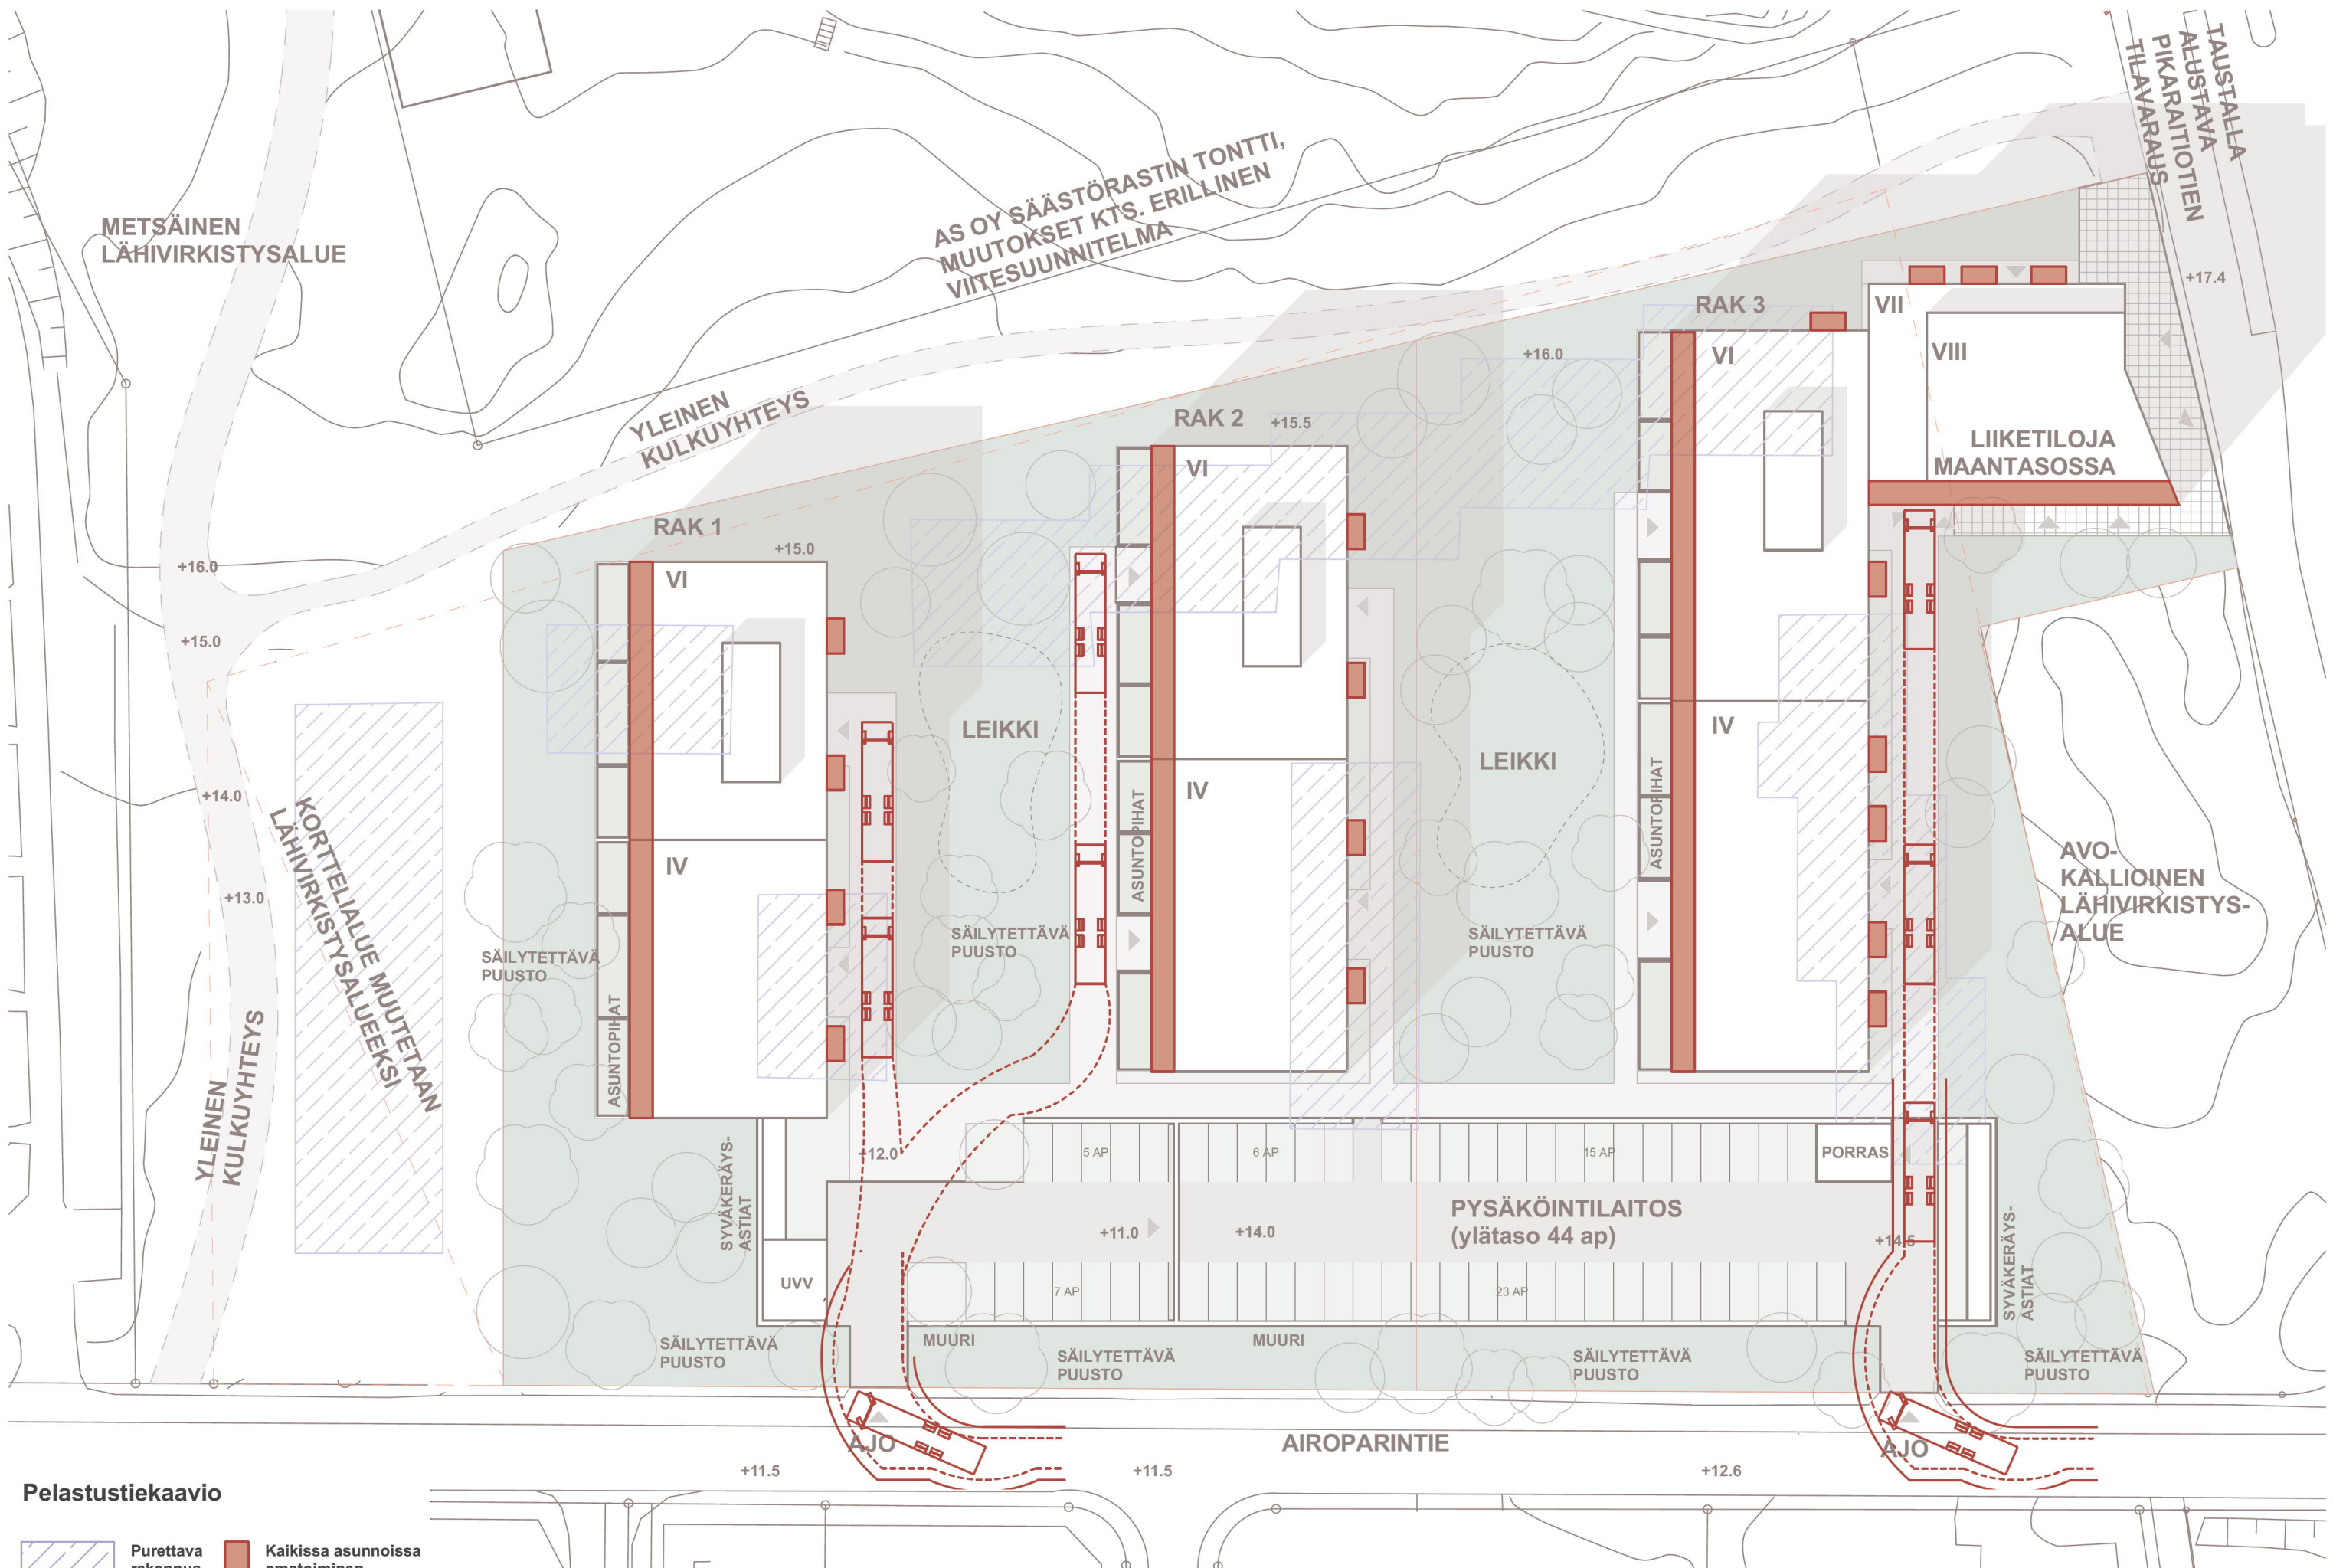 TAUSTALLA
ALUSTAVA
PIKARAITIOTIEN
TILAVARAUS
METSÄINEN
LÄHIVIRKISTYSALUE
AS OY SÄÄSTÖRASTIN TONTTI,
MUUTOKSET KTS. ERILLINEN
VIITESUUNNITELMA
+17.4
RAK 3
VII
VI
VIII
+16.0
YLEINEN
KULKUYHTEYS
RAK 2
+15.5
VI
LIIKETILOJA
MAANTASOSSA
RAK 1
+15.0
VI
+16.0
+15.0
LEIKKI
LEIKKI
IV
IV
IV
+14.0
+13.0
KORTTELIALUE MUUTETAAN
LÄHIVIRKISTYSALUEEKSI
ASUNTOPIHAT
ASUNTOPIHAT
ASUNTOPIHAT
AVO-
KALLIOINEN
LÄHIVIRKISTYS-
ALUE
SÄILYTETTÄVÄ
PUUSTO
SÄILYTETTÄVÄ
PUUSTO
SÄILYTETTÄVÄ
PUUSTO
YLEINEN
KULKUYHTEYS
+12.0
5 AP
6 AP
15 AP
PORRAS
SYVÄKERÄYS-
ASTIAT
PYSÄKÖINTILAITOS
(ylätaso 44 ap)
+11.0
+14.0
+14.5
SYVÄKERÄYS-
ASTIAT
UVV
7 AP
23 AP
MUURI
MUURI
SÄILYTETTÄVÄ
PUUSTO
SÄILYTETTÄVÄ
PUUSTO
SÄILYTETTÄVÄ
PUUSTO
SÄILYTETTÄVÄ
PUUSTO
AJO
AIROPARINTIE
AJO
+11.5
+11.5
+12.6
Pelastustiekaavio
Purettava
rakennus
Kaikissa asunnoissa
omatoiminen